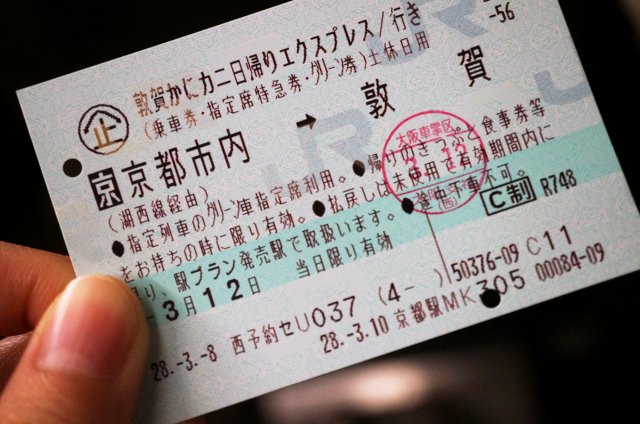 -56
敦賀かにカニ日帰りエクスプレス/行き
(乗車券・指定席特急券・グリーン券)土休日用
止
京 京都市内 → 敦賀
(湖西線経由)
●指定列車のグリーン車指定席利用。●帰りのきっぷと食事券等
をお持ちの時に限り有効。●払戻しは未使用で有効期間内に
限り、駅プラン発売駅で取扱います。●途中下車不可。
3月12日 当日限り有効
C制 R748
大阪車掌区
28.-3.-8 西予約セU037 (4- ) 50376-09 C11
28.-3.10 京都駅MK305 00084-09